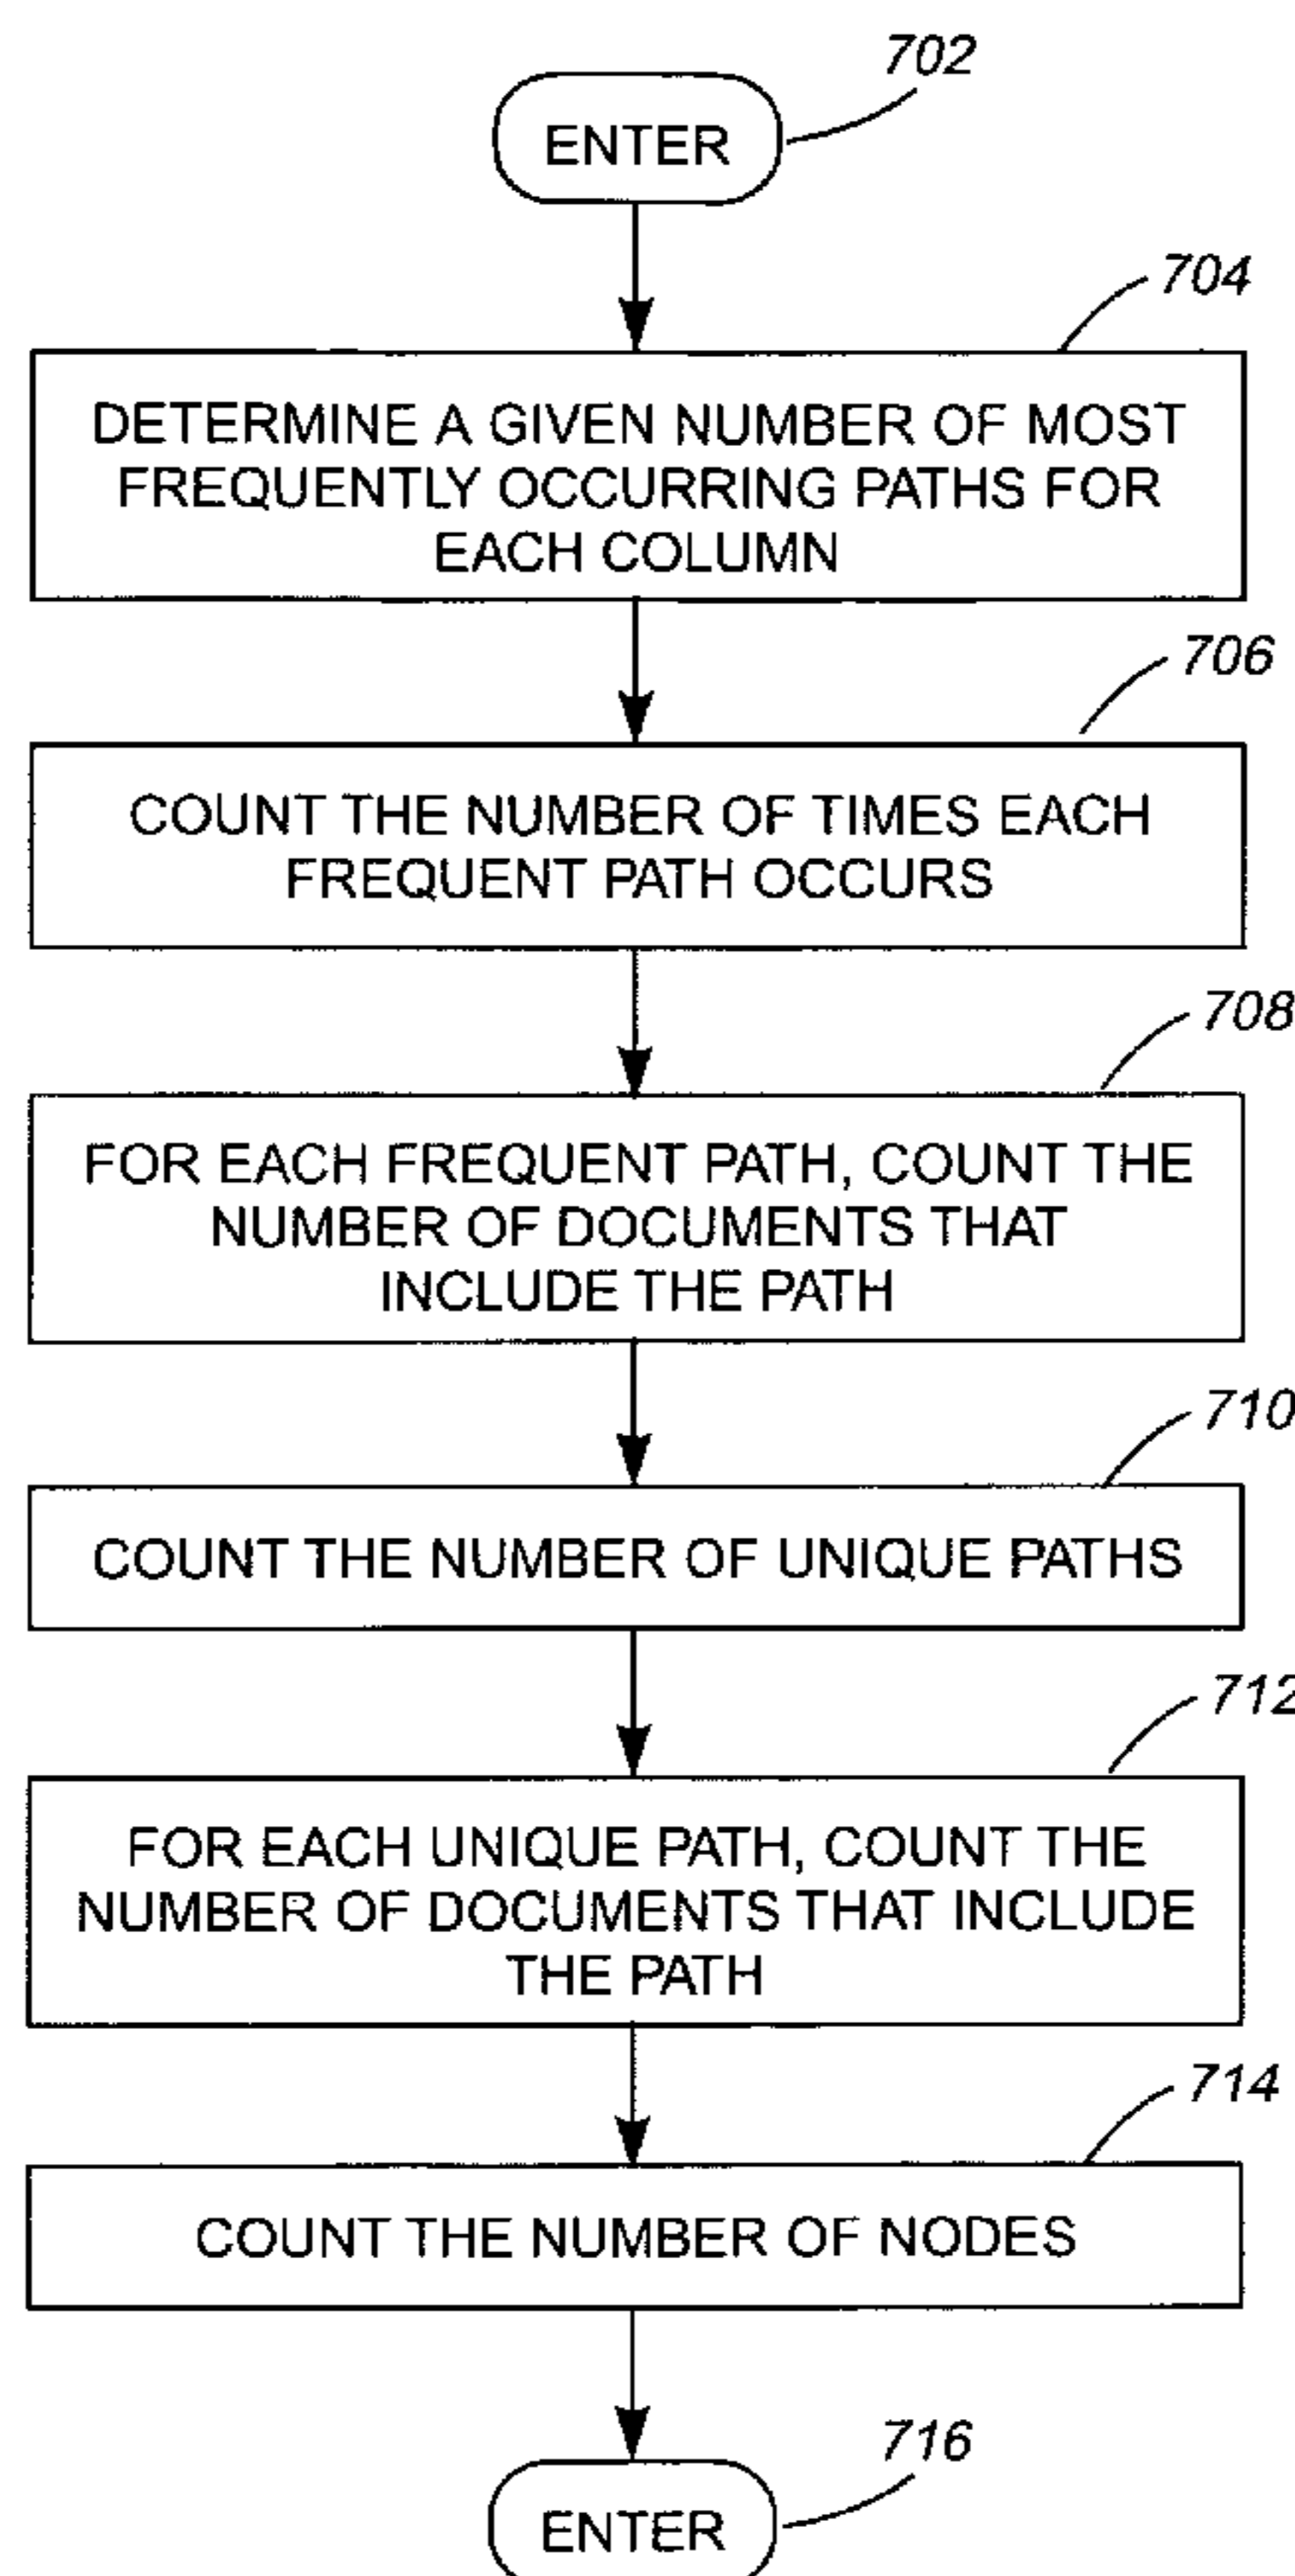 702
ENTER
704
DETERMINE A GIVEN NUMBER OF MOST
FREQUENTLY OCCURRING PATHS FOR
EACH COLUMN
706
COUNT THE NUMBER OF TIMES EACH
FREQUENT PATH OCCURS
708
FOR EACH FREQUENT PATH, COUNT THE
NUMBER OF DOCUMENTS THAT
INCLUDE THE PATH
710
COUNT THE NUMBER OF UNIQUE PATHS
712
FOR EACH UNIQUE PATH, COUNT THE
NUMBER OF DOCUMENTS THAT INCLUDE
THE PATH
714
COUNT THE NUMBER OF NODES
716
ENTER